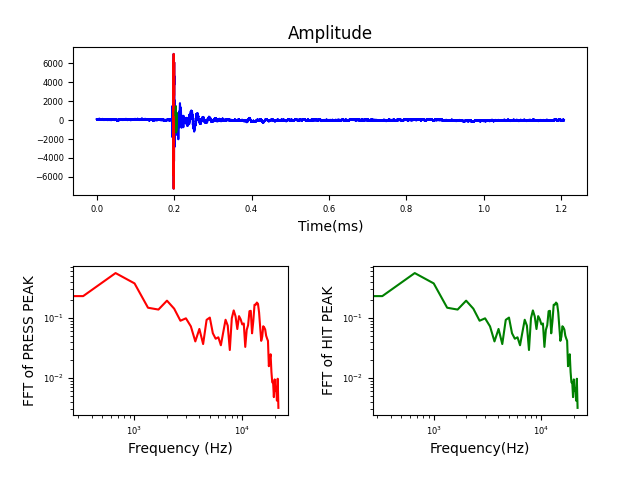 Amplitude
6000
4000
2000
0
−2000
−4000
−6000
0.0 0.2 0.4 0.6 0.8 1.0 1.2
Time(ms)
FFT of PRESS PEAK
10⁻¹
10⁻²
10³ 10⁴
Frequency (Hz)
FFT of HIT PEAK
10⁻¹
10⁻²
10³ 10⁴
Frequency(Hz)